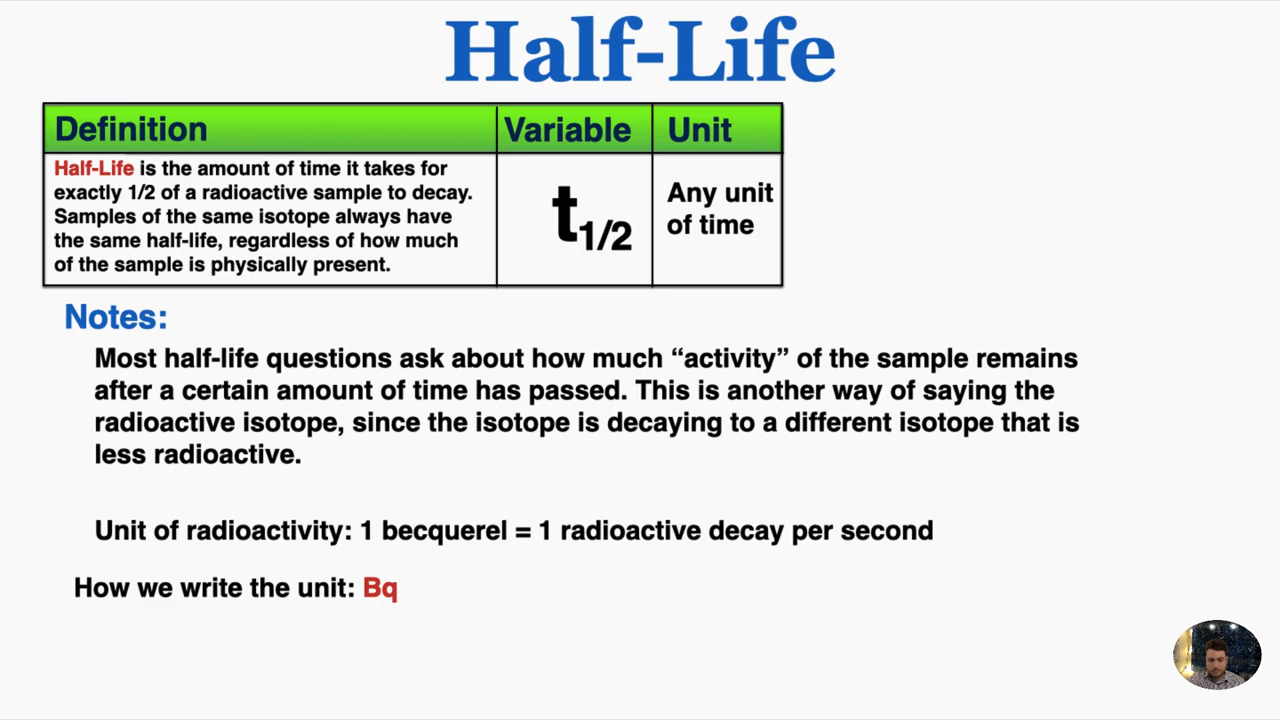 Half-Life
Definition
Variable
Unit
Half-Life is the amount of time it takes for
exactly 1/2 of a radioactive sample to decay.
Samples of the same isotope always have
the same half-life, regardless of how much
of the sample is physically present.
t1/2
Any unit
of time
Notes:
Most half-life questions ask about how much “activity” of the sample remains
after a certain amount of time has passed. This is another way of saying the
radioactive isotope, since the isotope is decaying to a different isotope that is
less radioactive.
Unit of radioactivity: 1 becquerel = 1 radioactive decay per second
How we write the unit: Bq